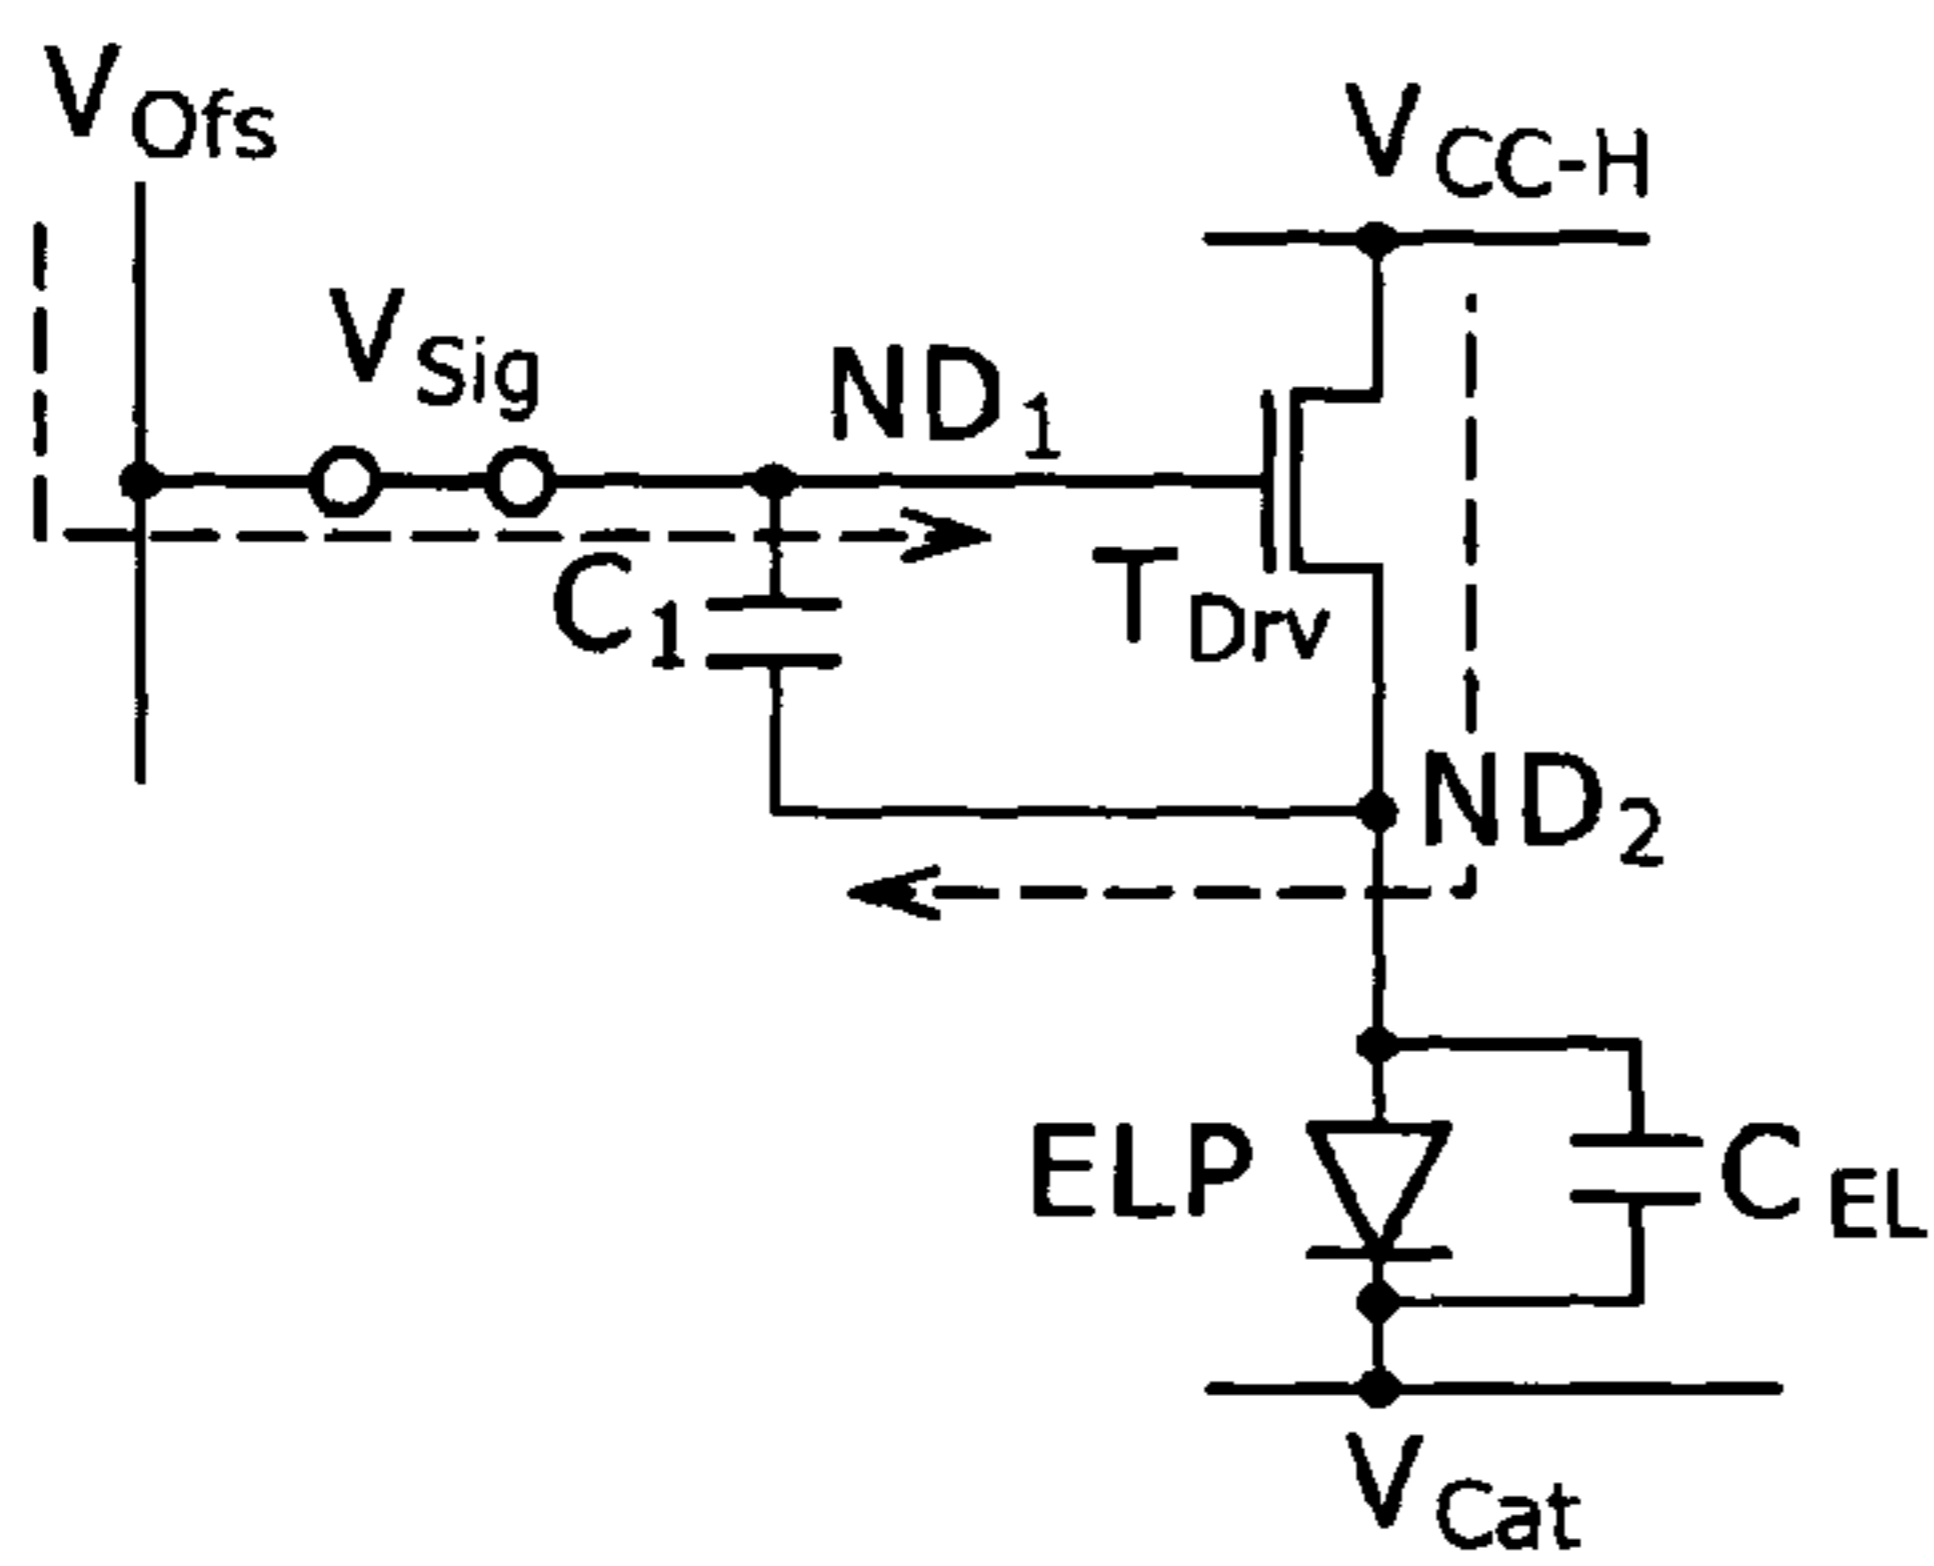 VOfs
VCC-H
VSig
ND1
C1
TDrv
ND2
ELP
CEL
VCat